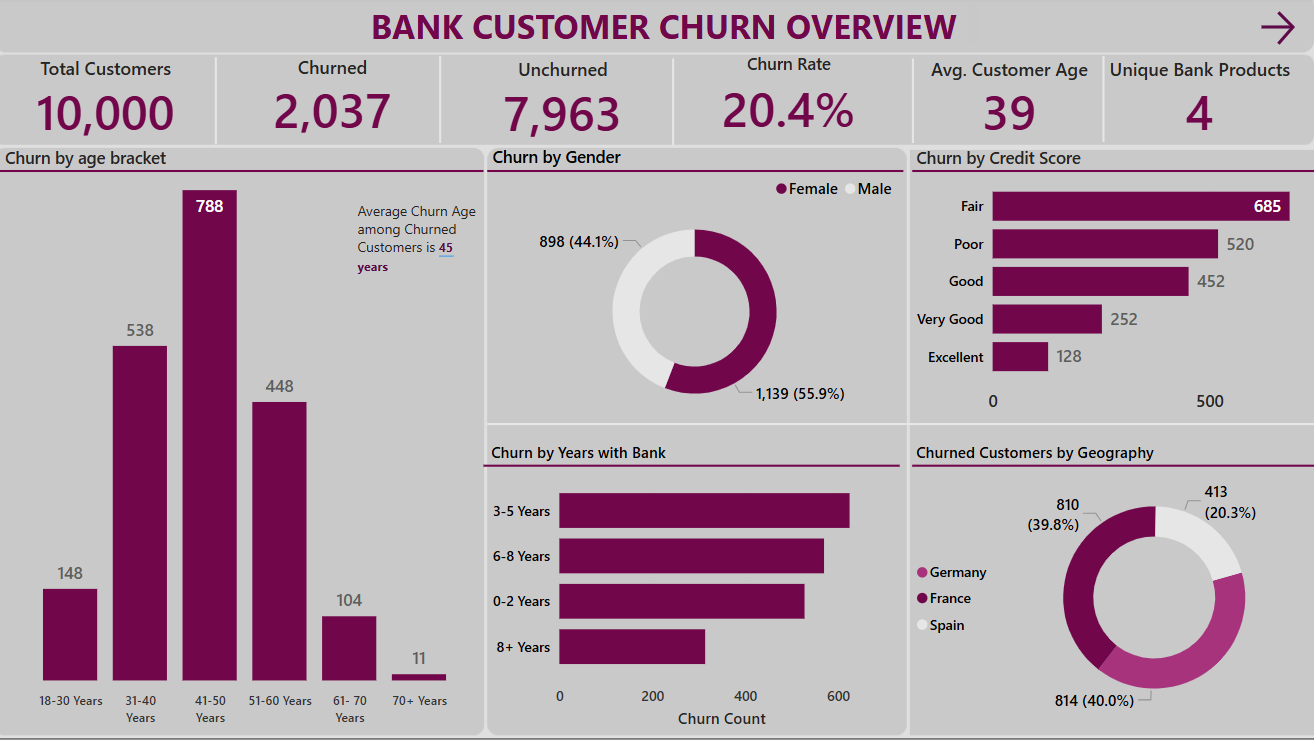 BANK CUSTOMER CHURN OVERVIEW
Total Customers
10,000
Churned
2,037
Unchurned
7,963
Churn Rate
20.4%
Avg. Customer Age
39
Unique Bank Products
4
Churn by age bracket
788
538
448
148
104
11
Average Churn Age
among Churned
Customers is 45
years
18-30 Years
31-40
Years
41-50
Years
51-60 Years
61- 70
Years
70+ Years
Churn by Gender
Female
Male
898 (44.1%)
1,139 (55.9%)
Churn by Credit Score
Fair
685
Poor
520
Good
452
Very Good
252
Excellent
128
0
500
Churn by Years with Bank
3-5 Years
6-8 Years
0-2 Years
8+ Years
0
200
400
600
Churn Count
Churned Customers by Geography
810
(39.8%)
413
(20.3%)
Germany
France
Spain
814 (40.0%)